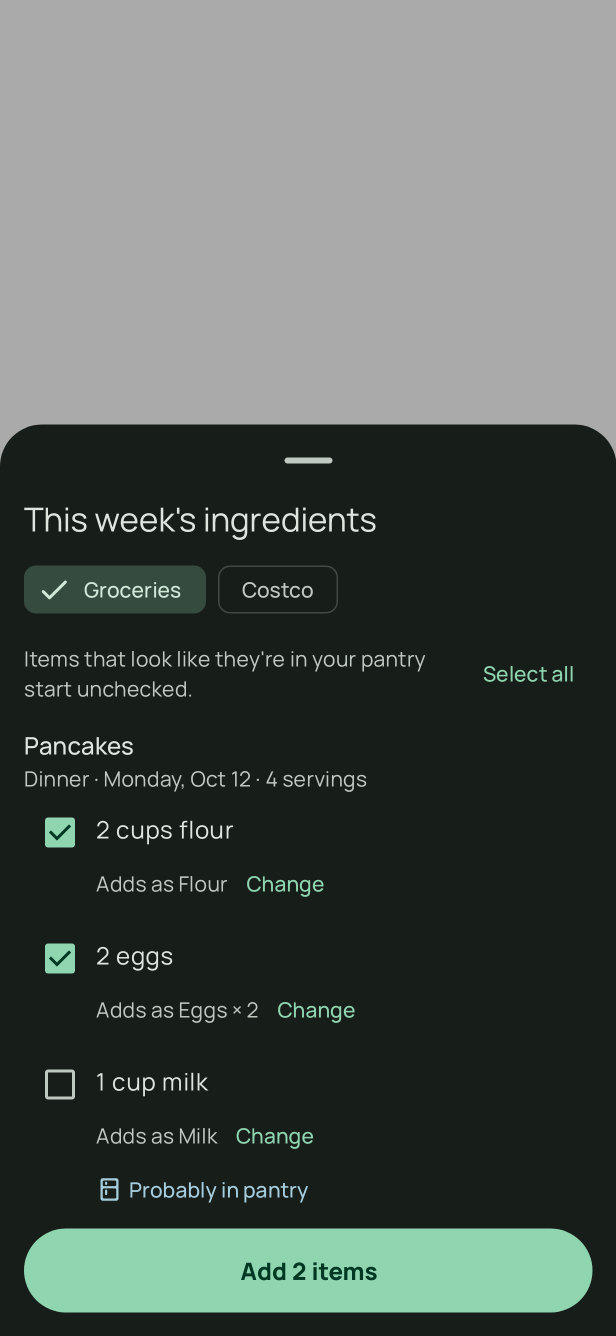 This week's ingredients
Groceries
Costco
Items that look like they're in your pantry
start unchecked.
Select all
Pancakes
Dinner · Monday, Oct 12 · 4 servings
2 cups flour
Adds as Flour Change
2 eggs
Adds as Eggs × 2 Change
1 cup milk
Adds as Milk Change
Probably in pantry
Add 2 items